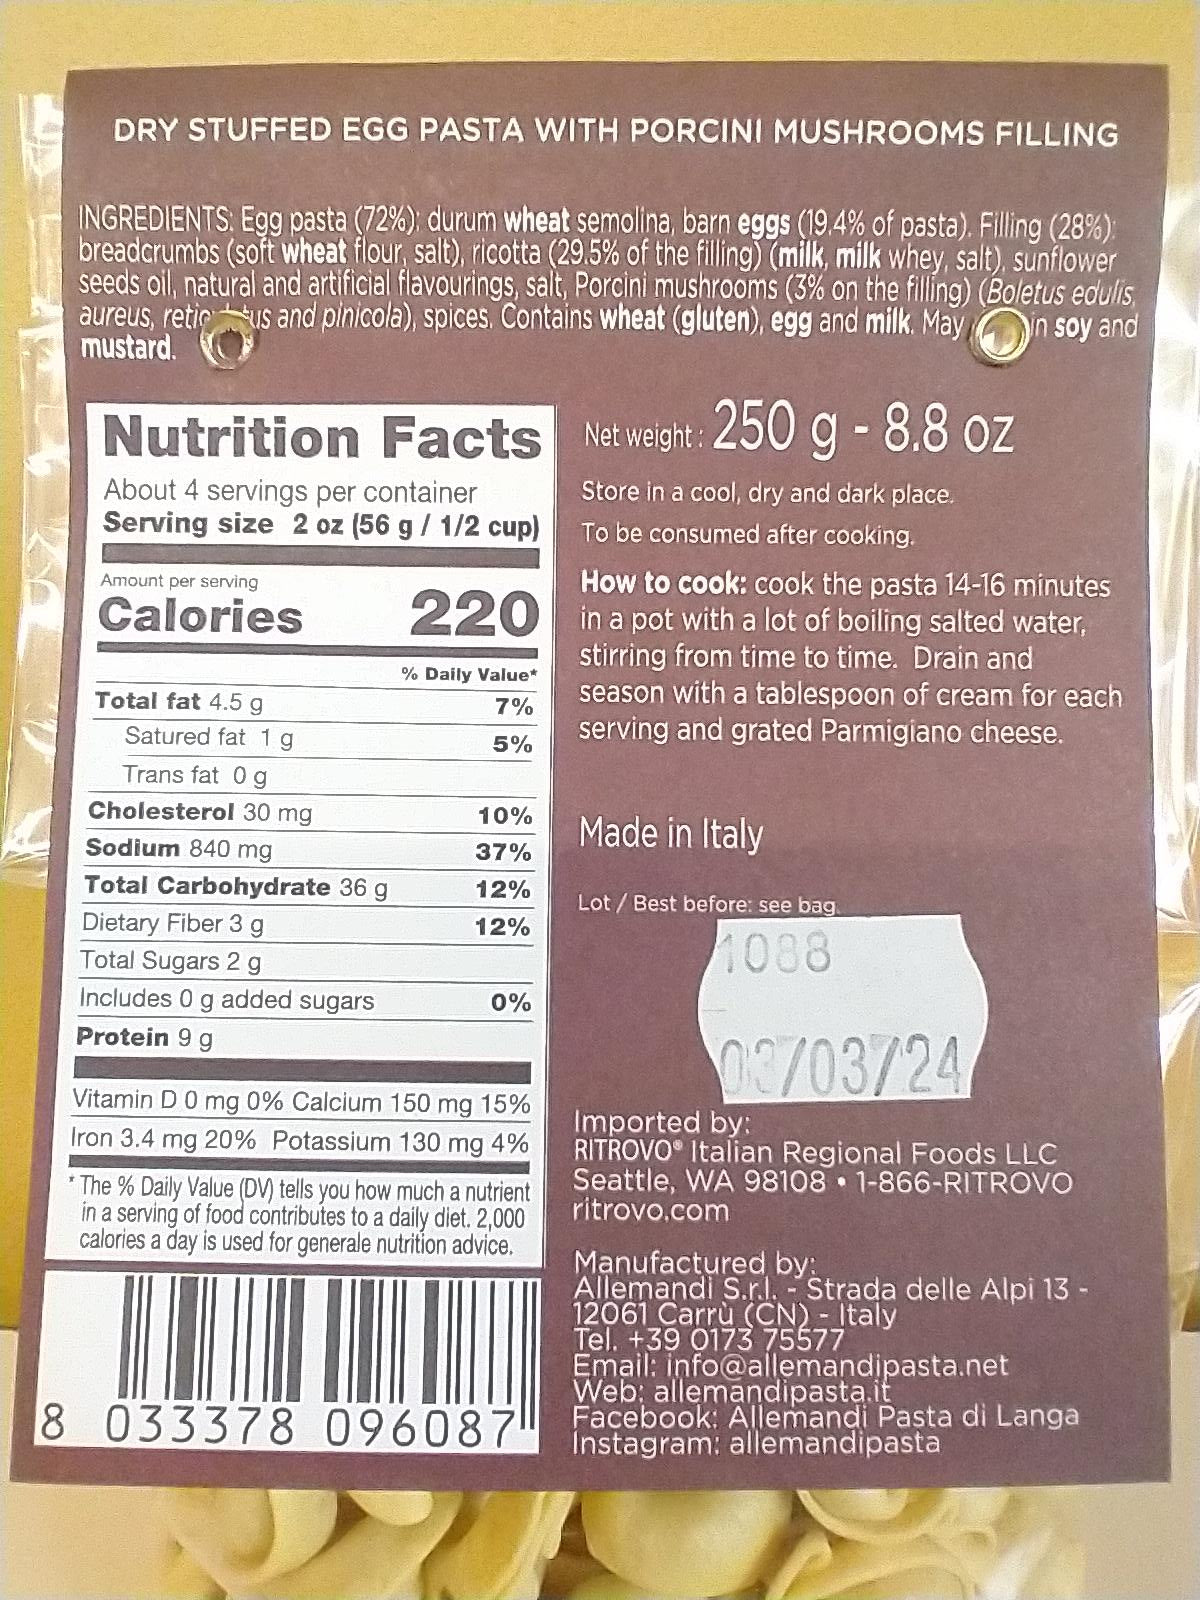 DRY STUFFED EGG PASTA WITH PORCINI MUSHROOMS FILLING
INGREDIENTS: Egg pasta (72%): durum wheat semolina, barn eggs (19.4% of pasta). Filling (28%):
breadcrumbs (soft wheat flour, salt), ricotta (29.5% of the filling) (milk, milk whey, salt), sunflower
seeds oil, natural and artificial flavourings, salt, Porcini mushrooms (3% on the filling) (Boletus edulis,
aureus, and pinicola), spices. Contains wheat (gluten), egg and milk. May soy and
mustard.
Nutrition Facts
About 4 servings per container
Serving size 2 oz (56 g / 1/2 cup)
Amount per serving
Calories 220
% Daily Value*
Total fat 4.5 g 7%
Satured fat 1 g 5%
Trans fat 0 g
Cholesterol 30 mg 10%
Sodium 840 mg 37%
Total Carbohydrate 36 g 12%
Dietary Fiber 3 g 12%
Total Sugars 2 g
Includes 0 g added sugars 0%
Protein 9 g
Vitamin D 0 mg 0% Calcium 150 mg 15%
Iron 3.4 mg 20% Potassium 130 mg 4%
* The % Daily Value (DV) tells you how much a nutrient
in a serving of food contributes to a daily diet. 2,000
calories a day is used for generale nutrition advice.
8 033378 096087
Net weight : 250 g - 8.8 oz
Store in a cool, dry and dark place.
To be consumed after cooking.
How to cook: cook the pasta 14-16 minutes
in a pot with a lot of boiling salted water,
stirring from time to time. Drain and
season with a tablespoon of cream for each
serving and grated Parmigiano cheese.
Made in Italy
Lot / Best before: see bag.
1088
03/03/24
Imported by:
RITROVO® Italian Regional Foods LLC
Seattle, WA 98108 • 1-866-RITROVO
ritrovo.com
Manufactured by:
Allemandi S.r.l. - Strada delle Alpi 13 -
12061 Carrù (CN) - Italy
Tel. +39 0173 75577
Email: info@allemandipasta.net
Web: allemandipasta.it
Facebook: Allemandi Pasta di Langa
Instagram: allemandipasta